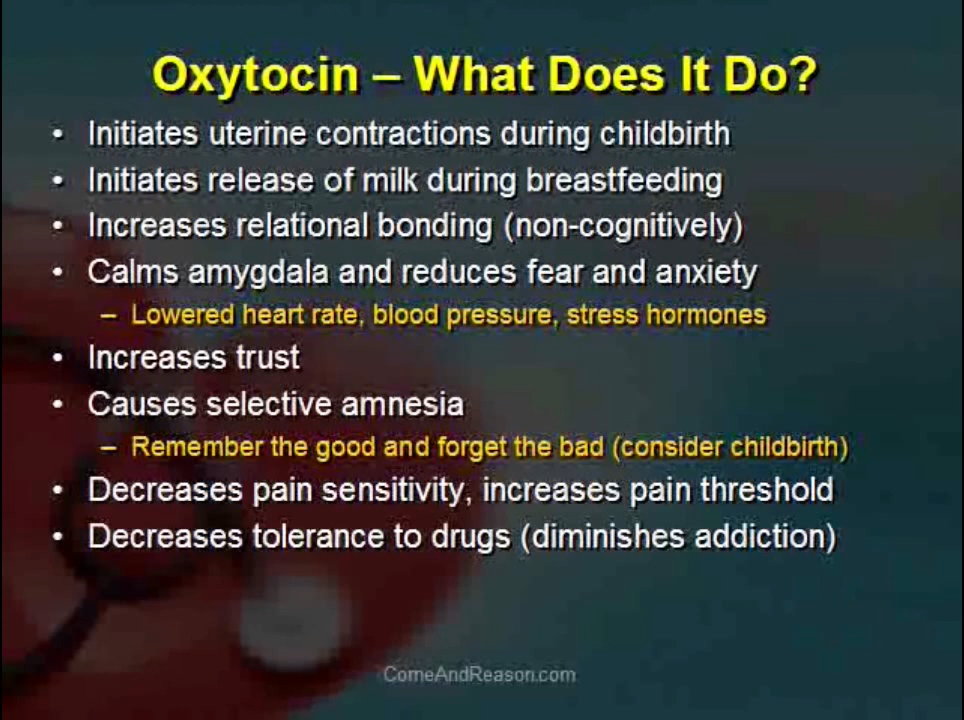 Oxytocin – What Does It Do?
• Initiates uterine contractions during childbirth
• Initiates release of milk during breastfeeding
• Increases relational bonding (non-cognitively)
• Calms amygdala and reduces fear and anxiety
– Lowered heart rate, blood pressure, stress hormones
• Increases trust
• Causes selective amnesia
– Remember the good and forget the bad (consider childbirth)
• Decreases pain sensitivity, increases pain threshold
• Decreases tolerance to drugs (diminishes addiction)
ComeAndReason.com